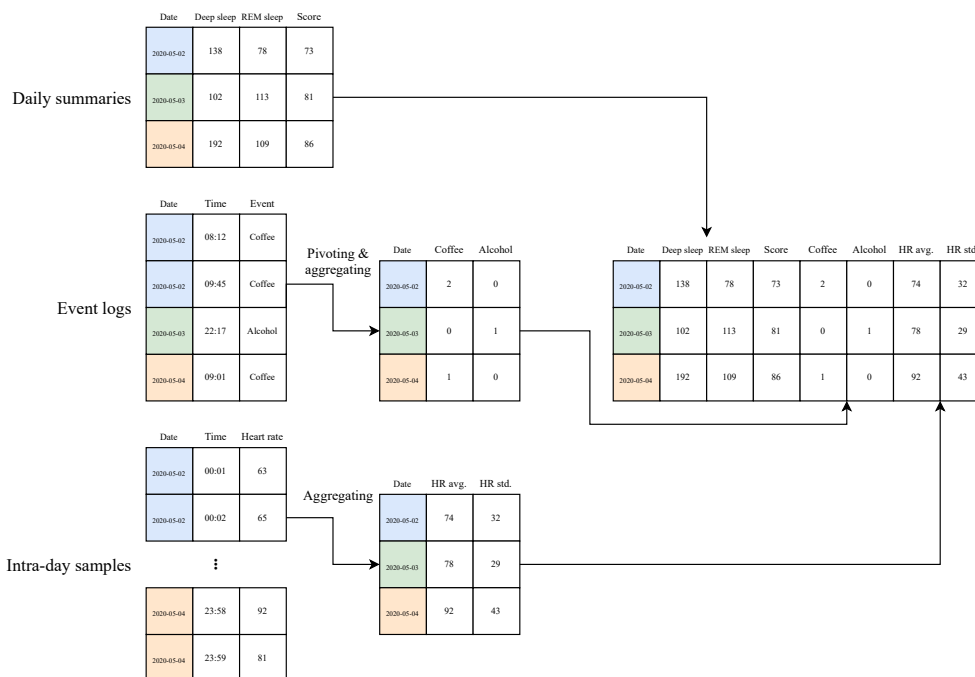 Date Deep sleep REM sleep Score
2020-05-02 138 78 73
Daily summaries
2020-05-03 102 113 81
2020-05-04 192 109 86
Date Time Event
2020-05-02 08:12 Coffee
2020-05-02 09:45 Coffee
Event logs
2020-05-03 22:17 Alcohol
2020-05-04 09:01 Coffee
Pivoting &
aggregating
Date Coffee Alcohol
2020-05-02 2 0
2020-05-03 0 1
2020-05-04 1 0
Date Deep sleep REM sleep Score Coffee Alcohol HR avg. HR std.
2020-05-02 138 78 73 2 0 74 32
2020-05-03 102 113 81 0 1 78 29
2020-05-04 192 109 86 1 0 92 43
Date Time Heart rate
2020-05-02 00:01 63
2020-05-02 00:02 65
Intra-day samples
2020-05-04 23:58 92
2020-05-04 23:59 81
Aggregating
Date HR avg. HR std.
2020-05-02 74 32
2020-05-03 78 29
2020-05-04 92 43